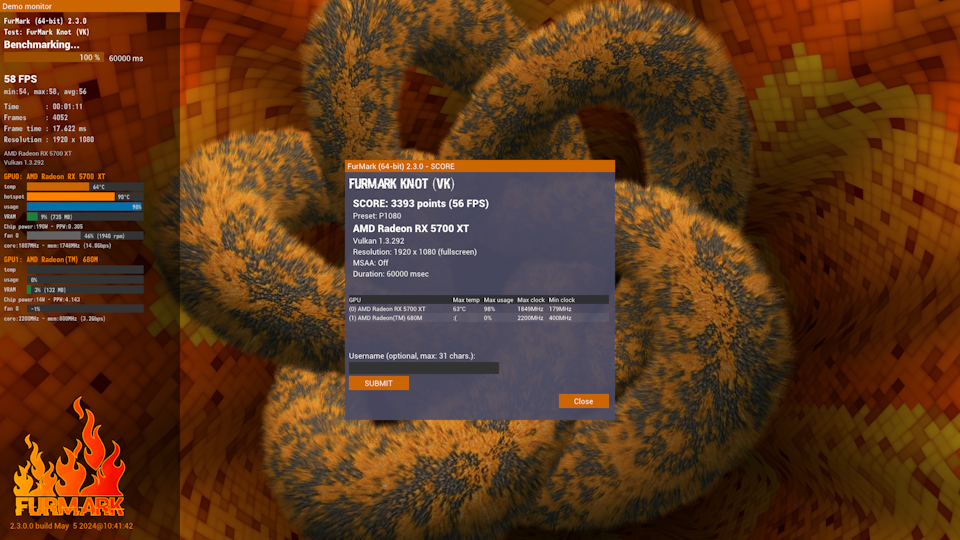 Demo monitor
FurMark (64-bit) 2.3.0
Test: FurMark Knot (VK)
Benchmarking...
100 % 60000 ms
58 FPS
min:54, max:58, avg:56
Time : 00:01:11
Frames : 4052
Frame time : 17.622 ms
Resolution : 1920 x 1080
AMD Radeon RX 5700 XT
Vulkan 1.3.292
GPU0: AMD Radeon RX 5700 XT
temp 64°C
hotspot 90°C
usage 98%
VRAM 9% (728 MB)
Chip power:190W - PPW:0.305
fan 0 46% (1940 rpm)
core:1807MHz - mem:1748MHz (14.0Gbps)
GPU1: AMD Radeon(TM) 680M
temp
usage 0%
VRAM 3% (132 MB)
Chip power:14W - PPW:4.143
fan 0 -1%
core:2200MHz - mem:800MHz (3.2Gbps)
FURMARK
2.3.0.0 build May 5 2024@10:41:42
FurMark (64-bit) 2.3.0 - SCORE
FURMARK KNOT (VK)
SCORE: 3393 points (56 FPS)
Preset: P1080
AMD Radeon RX 5700 XT
Vulkan 1.3.292
Resolution: 1920 x 1080 (fullscreen)
MSAA: Off
Duration: 60000 msec
GPU Max temp Max usage Max clock Min clock
(0) AMD Radeon RX 5700 XT 63°C 98% 1849MHz 179MHz
(1) AMD Radeon(TM) 680M :( 0% 2200MHz 400MHz
Username (optional, max: 31 chars.):
SUBMIT
Close